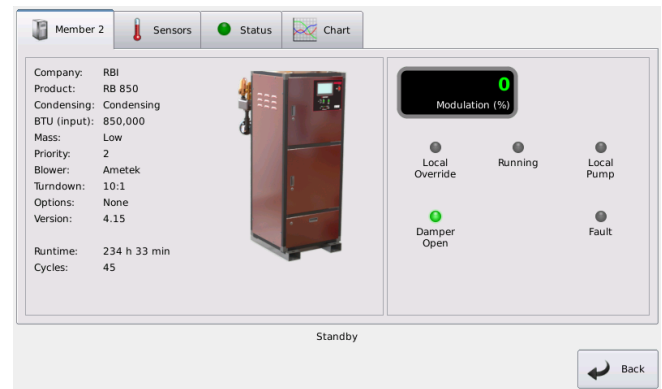 Member 2
Sensors
Status
Chart
Company: RBI
Product: RB 850
Condensing: Condensing
BTU (input): 850,000
Mass: Low
Priority: 2
Blower: Ametek
Turndown: 10:1
Options: None
Version: 4.15
Runtime: 234 h 33 min
Cycles: 45
0
Modulation (%)
Local
Override
Running
Local
Pump
Damper
Open
Fault
Standby
Back